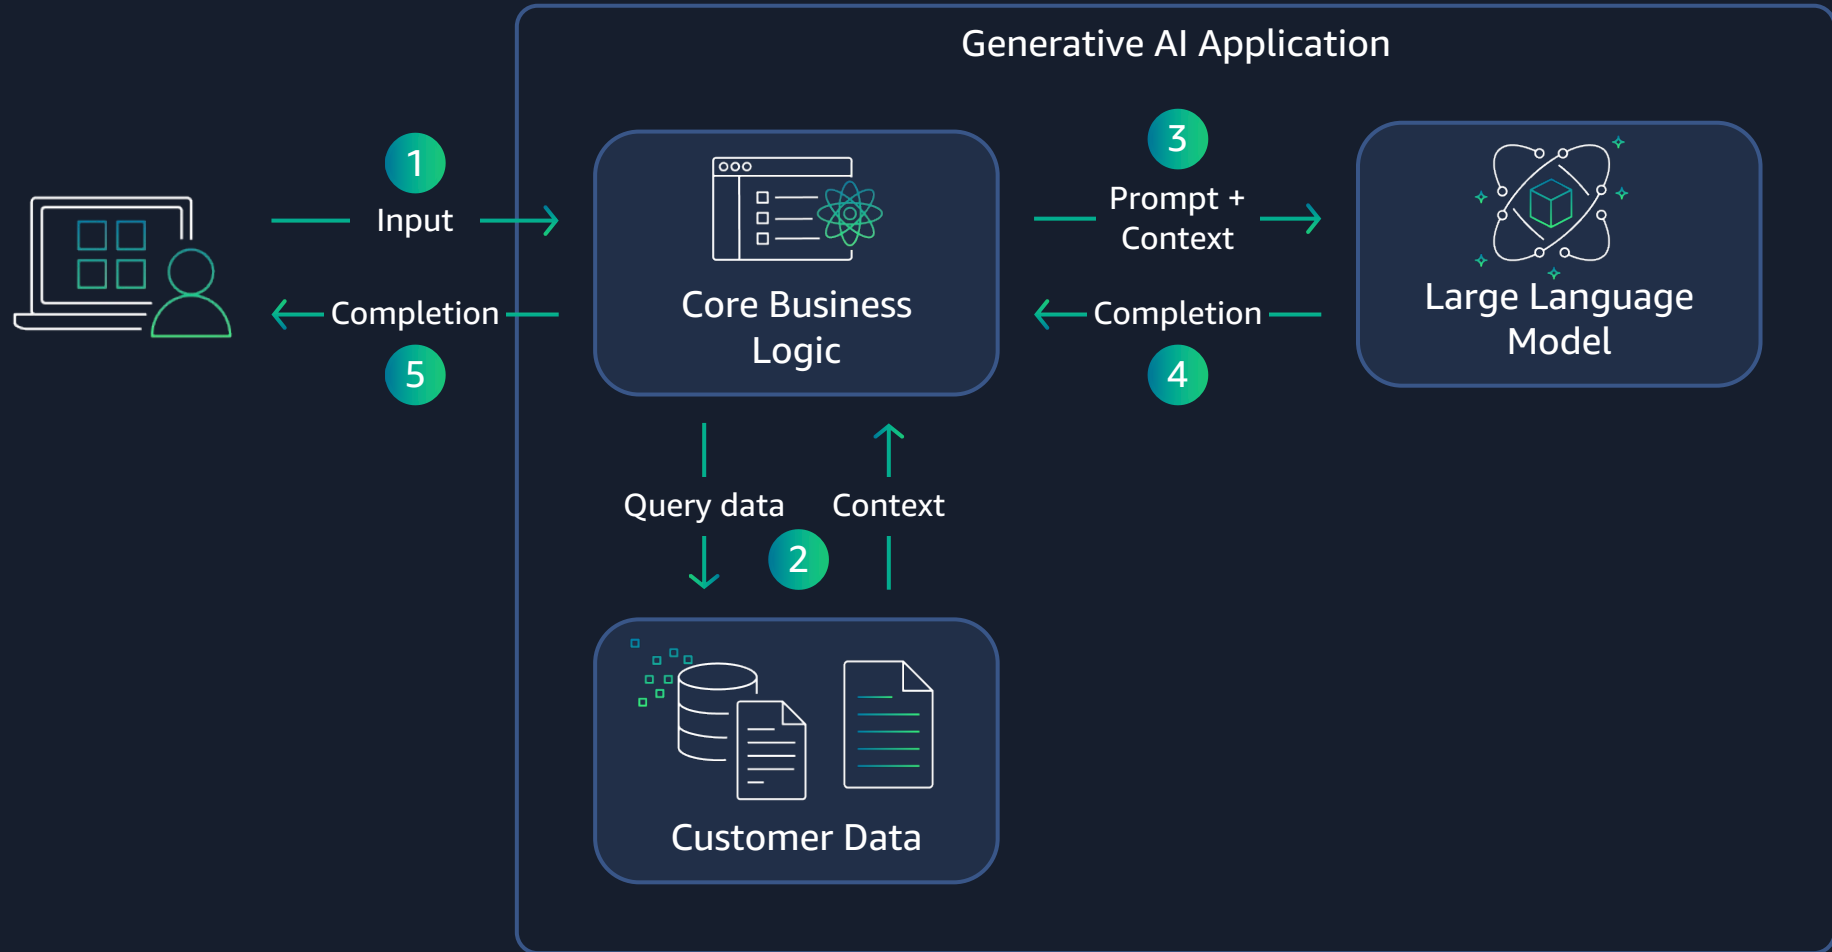 Generative AI Application
1
Input
Completion
5
Core Business
Logic
3
Prompt +
Context
Completion
4
Large Language
Model
Query data
Context
2
Customer Data